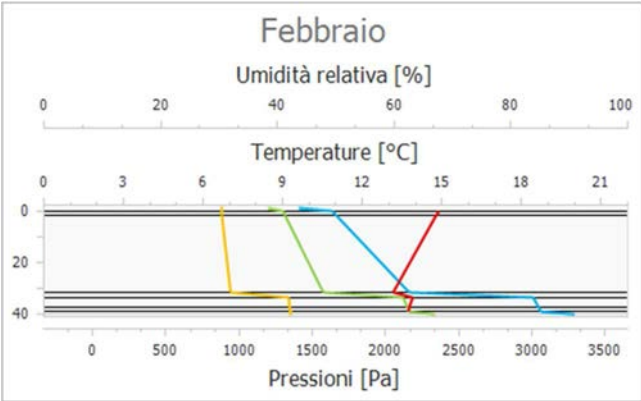 Febbraio
Umidità relativa [%]
0 20 40 60 80 100
Temperature [°C]
0 3 6 9 12 15 18 21
0
20
40
0 500 1000 1500 2000 2500 3000 3500
Pressioni [Pa]